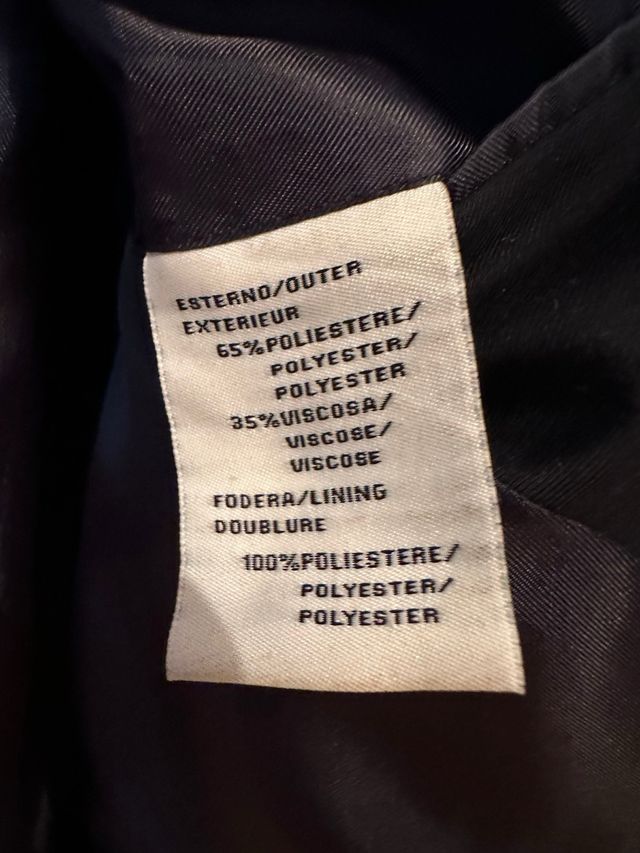 ESTERNO/OUTER
EXTERIEUR
65%POLIESTERE/
POLYESTER/
POLYESTER
35%VISCOSA/
VISCOSE/
VISCOSE
FODERA/LINING
DOUBLURE
100%POLIESTERE/
POLYESTER/
POLYESTER